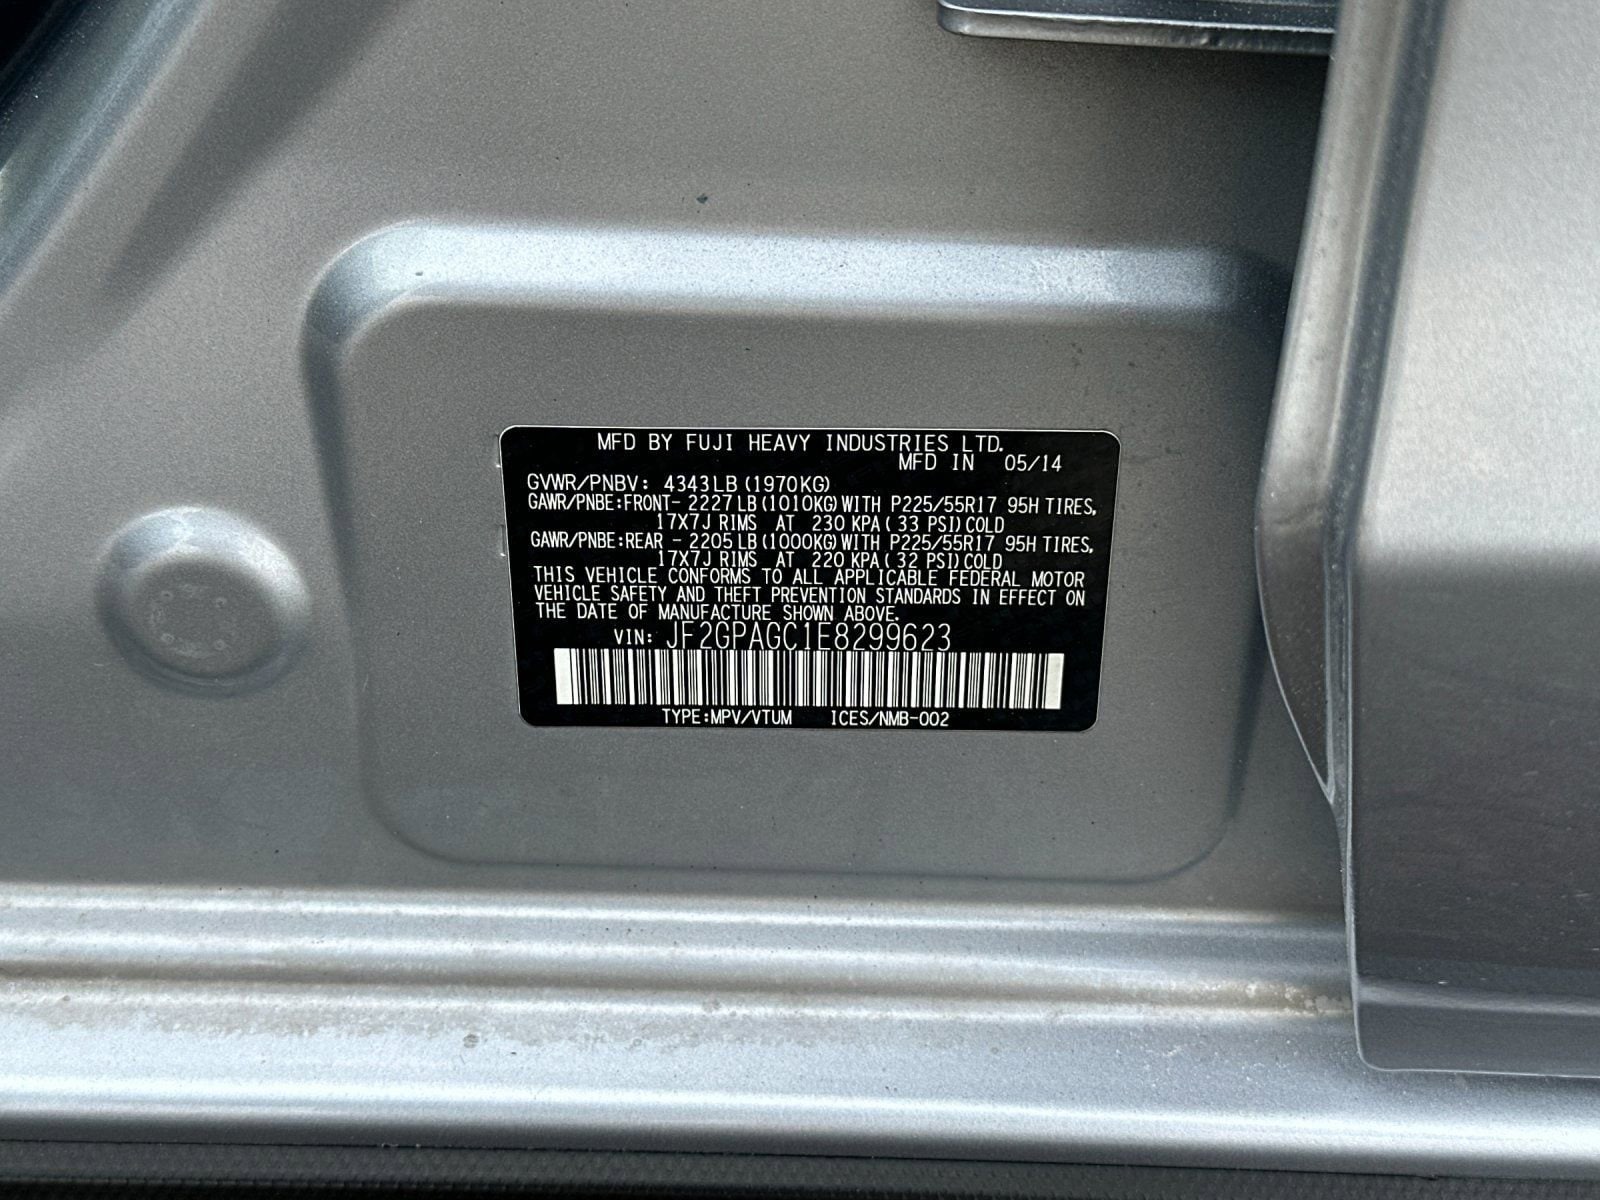 MFD BY FUJI HEAVY INDUSTRIES LTD.
MFD IN 05/14
GVWR/PNBV: 4343LB(1970KG)
GAWR/PNBE:FRONT- 2227LB(1010KG)WITH P225/55R17 95H TIRES,
17X7J RIMS AT 230 KPA( 33 PSI)COLD
GAWR/PNBE:REAR - 2205LB(1000KG)WITH P225/55R17 95H TIRES,
17X7J RIMS AT 220 KPA( 32 PSI)COLD
THIS VEHICLE CONFORMS TO ALL APPLICABLE FEDERAL MOTOR
VEHICLE SAFETY AND THEFT PREVENTION STANDARDS IN EFFECT ON
THE DATE OF MANUFACTURE SHOWN ABOVE.
VIN: JF2GPAGC1E8299623
TYPE:MPV/VTUM ICES/NMB-002